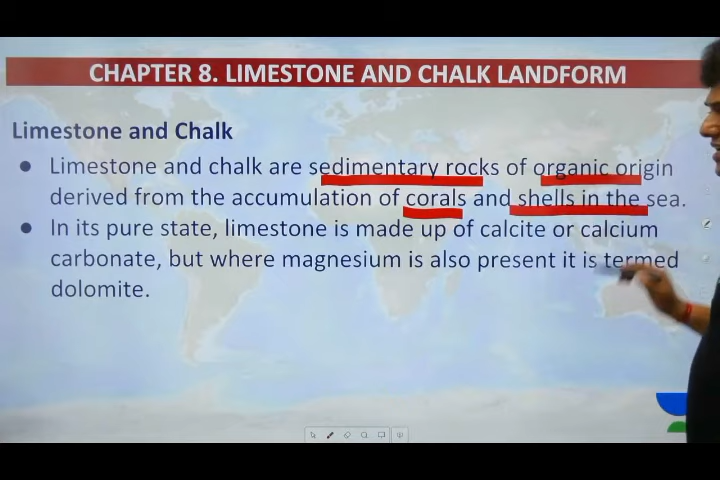 CHAPTER 8. LIMESTONE AND CHALK LANDFORM
Limestone and Chalk
● Limestone and chalk are sedimentary rocks of organic origin
derived from the accumulation of corals and shells in the sea.
● In its pure state, limestone is made up of calcite or calcium
carbonate, but where magnesium is also present it is termed
dolomite.